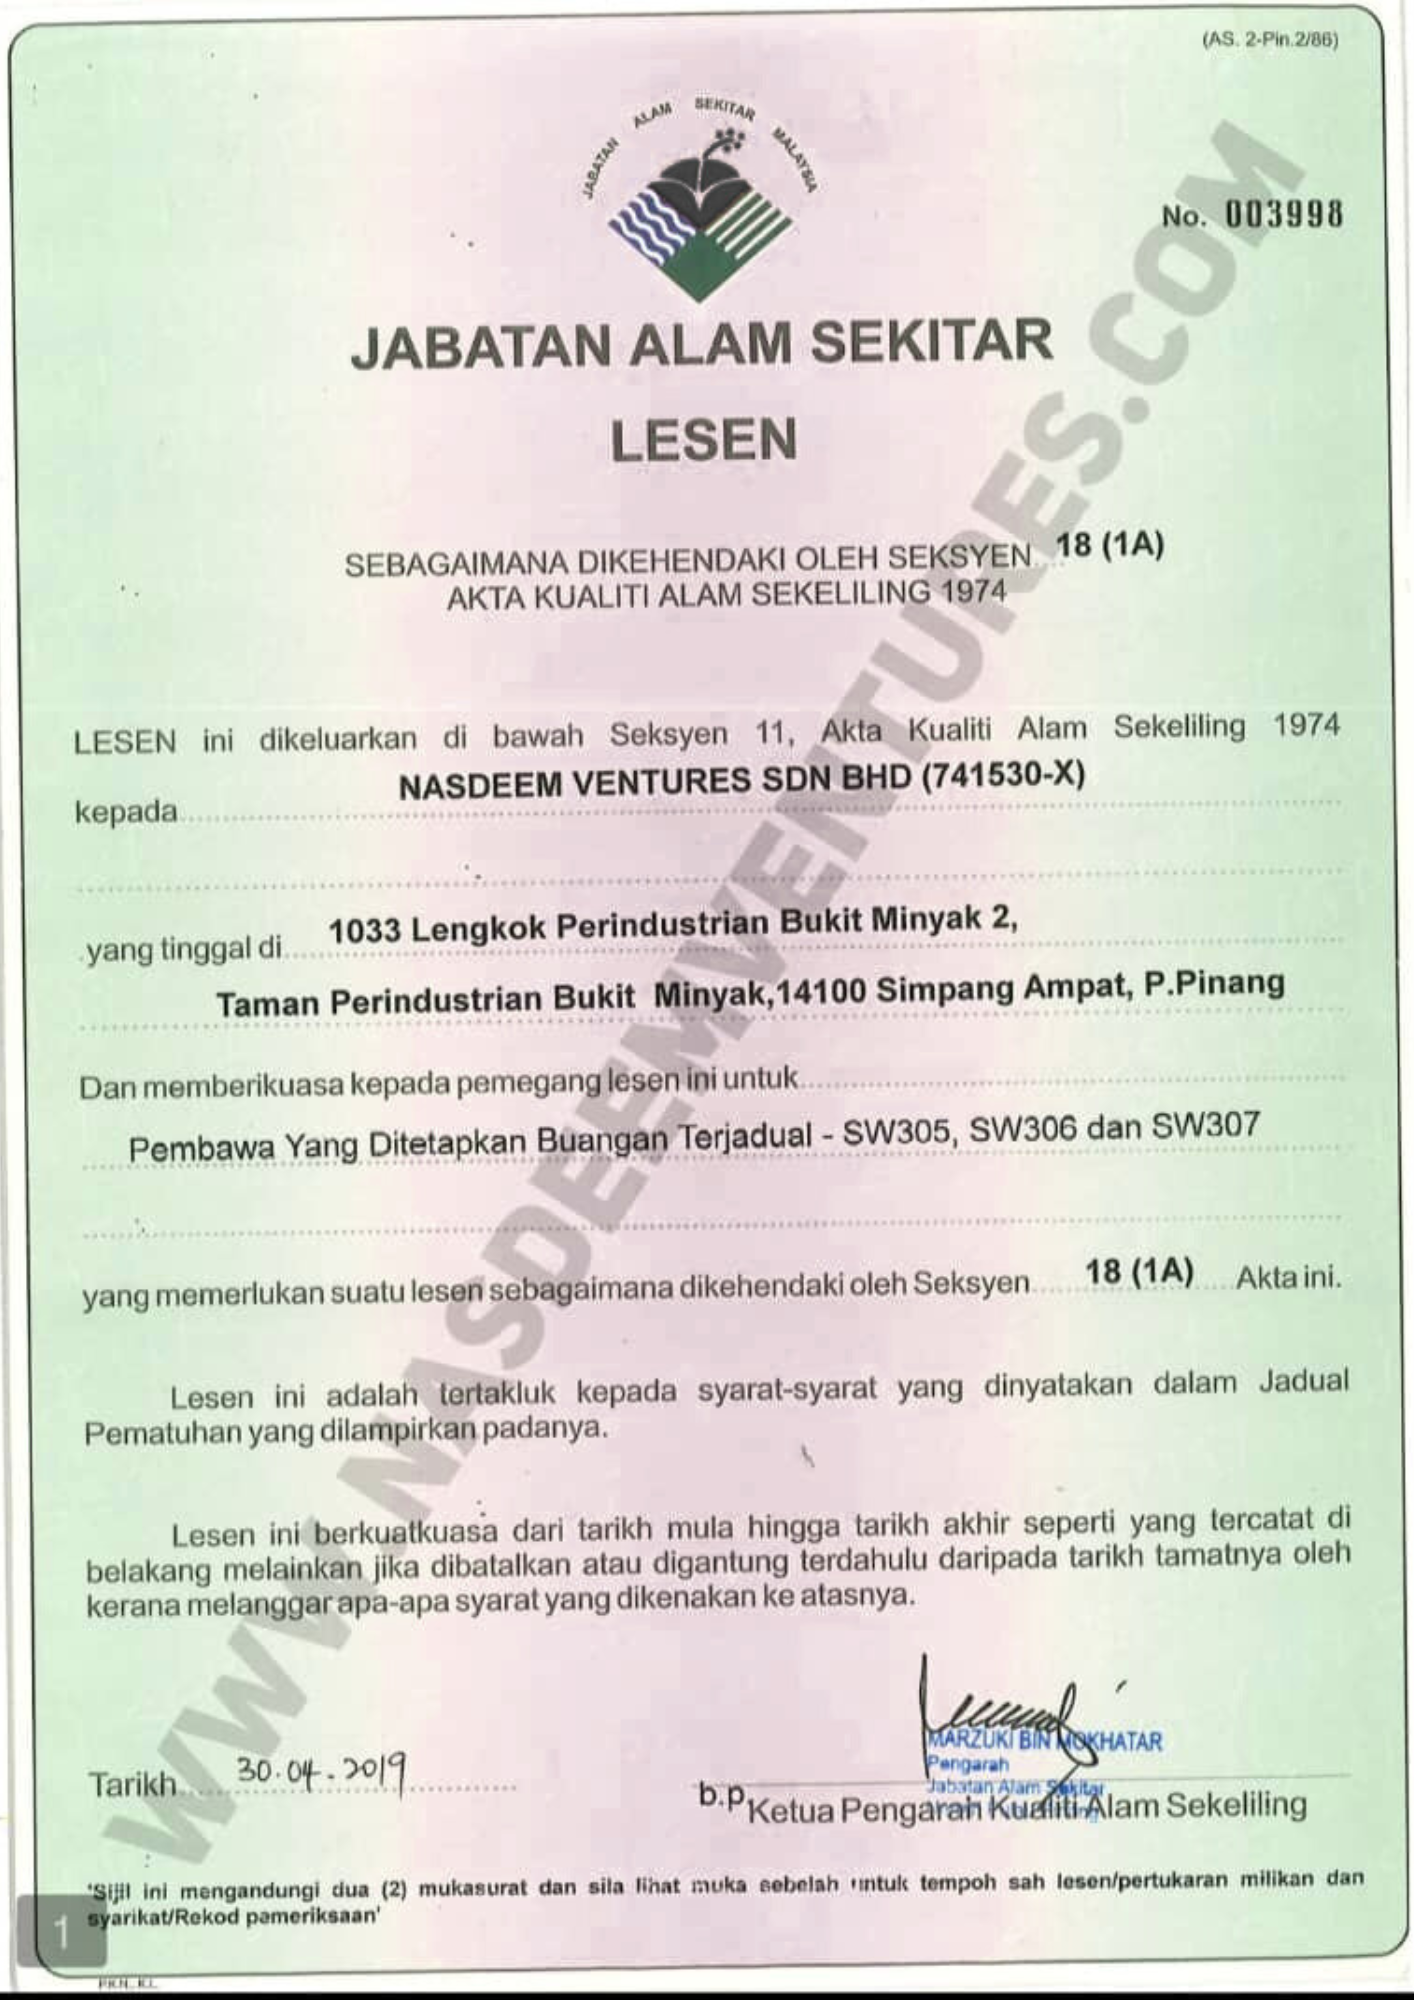 (AS. 2-Pin.2/86)
JABATAN ALAM SEKITAR MALAYSIA
No. 003998
JABATAN ALAM SEKITAR
LESEN
SEBAGAIMANA DIKEHENDAKI OLEH SEKSYEN 18 (1A)
AKTA KUALITI ALAM SEKELILING 1974
LESEN ini dikeluarkan di bawah Seksyen 11, Akta Kualiti Alam Sekeliling 1974
NASDEEM VENTURES SDN BHD (741530-X)
kepada
yang tinggal di 1033 Lengkok Perindustrian Bukit Minyak 2,
Taman Perindustrian Bukit Minyak,14100 Simpang Ampat, P.Pinang
Dan memberikuasa kepada pemegang lesen ini untuk
Pembawa Yang Ditetapkan Buangan Terjadual - SW305, SW306 dan SW307
yang memerlukan suatu lesen sebagaimana dikehendaki oleh Seksyen 18 (1A) Akta ini.
Lesen ini adalah tertakluk kepada syarat-syarat yang dinyatakan dalam Jadual
Pematuhan yang dilampirkan padanya.
Lesen ini berkuatkuasa dari tarikh mula hingga tarikh akhir seperti yang tercatat di
belakang melainkan jika dibatalkan atau digantung terdahulu daripada tarikh tamatnya oleh
kerana melanggar apa-apa syarat yang dikenakan ke atasnya.
MARZUKI BIN MOKHATAR
Pengarah
Jabatan Alam Sekitar
Tarikh 30.04.2019
b.p Ketua Pengarah Kualiti Alam Sekeliling
'Sijil ini mengandungi dua (2) mukasurat dan sila lihat muka sebelah untuk tempoh sah lesen/pertukaran milikan dan
syarikat/Rekod pameriksaan'
1
PKN. KL
WWW.NASDEEMVENTURES.COM